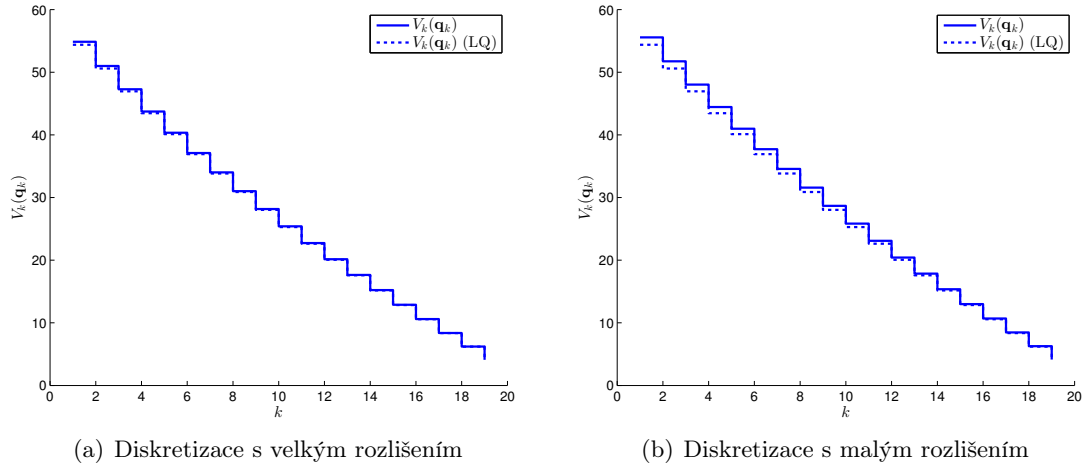 60
50
40
30
20
10
0
V_k(q_k)
0 2 4 6 8 10 12 14 16 18 20
k
V_k(q_k)
V_k(q_k) (LQ)
(a) Diskretizace s velkým rozlišením
60
50
40
30
20
10
0
V_k(q_k)
0 2 4 6 8 10 12 14 16 18 20
k
V_k(q_k)
V_k(q_k) (LQ)
(b) Diskretizace s malým rozlišením